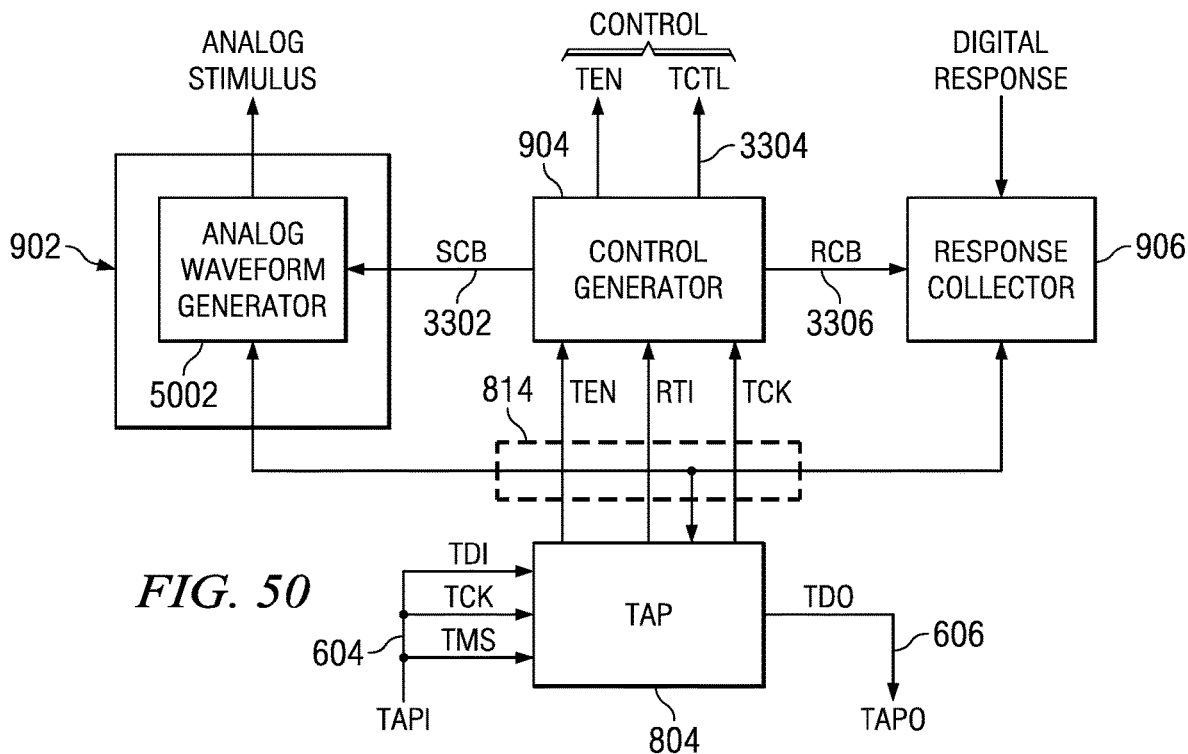 ANALOG
STIMULUS
CONTROL
TEN
TCTL
DIGITAL
RESPONSE
904
3304
902
ANALOG
WAVEFORM
GENERATOR
SCB
3302
CONTROL
GENERATOR
RCB
3306
RESPONSE
COLLECTOR
906
5002
814
TEN
RTI
TCK
FIG. 50
TDI
TCK
TMS
604
TAPI
TAP
804
TDO
606
TAPO